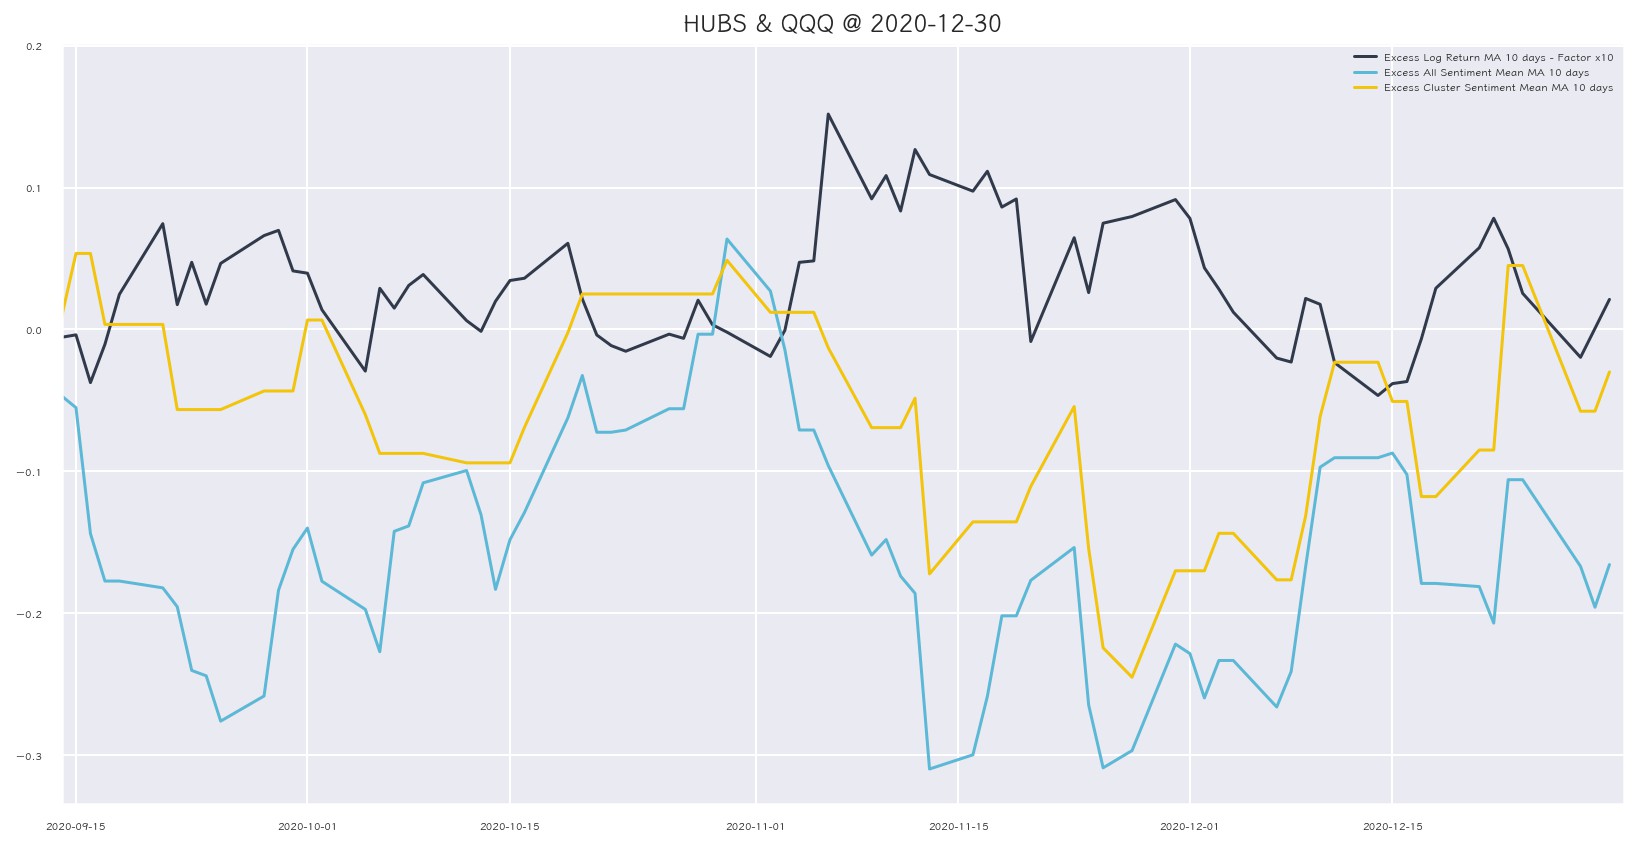 HUBS & QQQ @ 2020-12-30
0.2
Excess Log Return MA 10 days - Factor x10
Excess All Sentiment Mean MA 10 days
Excess Cluster Sentiment Mean MA 10 days
0.1
0.0
−0.1
−0.2
−0.3
2020-09-15 2020-10-01 2020-10-15 2020-11-01 2020-11-15 2020-12-01 2020-12-15